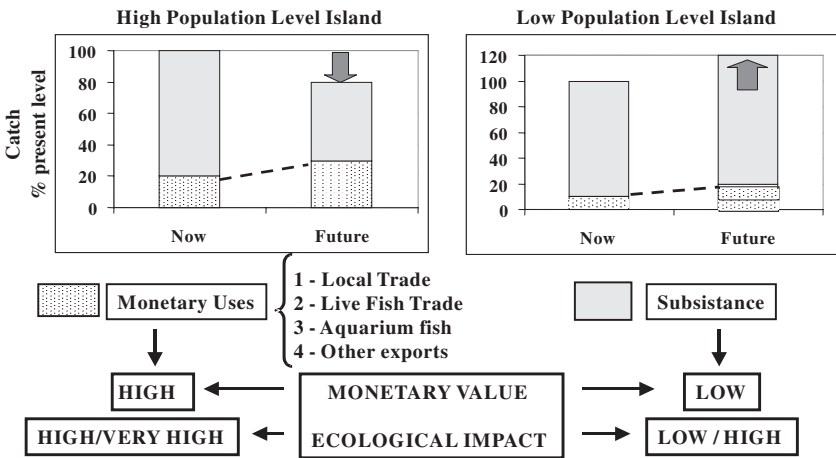 High Population Level Island
Low Population Level Island
Catch
% present level
100
80
60
40
20
0
Now
Future
120
100
80
60
40
20
0
Now
Future
Monetary Uses
1 - Local Trade
2 - Live Fish Trade
3 - Aquarium fish
4 - Other exports
Subsistance
HIGH
MONETARY VALUE
LOW
HIGH/VERY HIGH
ECOLOGICAL IMPACT
LOW / HIGH